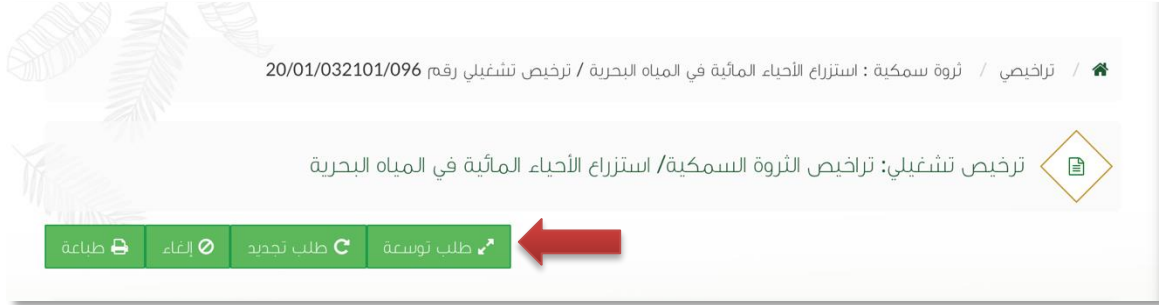 / تراخيصي / ثروة سمكية : استزراع الأحياء المائية في المياه البحرية / ترخيص تشغيلي رقم 20/01/032101/096
ترخيص تشغيلي: تراخيص الثروة السمكية/ استزراع الأحياء المائية في المياه البحرية
طلب توسعة طلب تجديد إلغاء طباعة